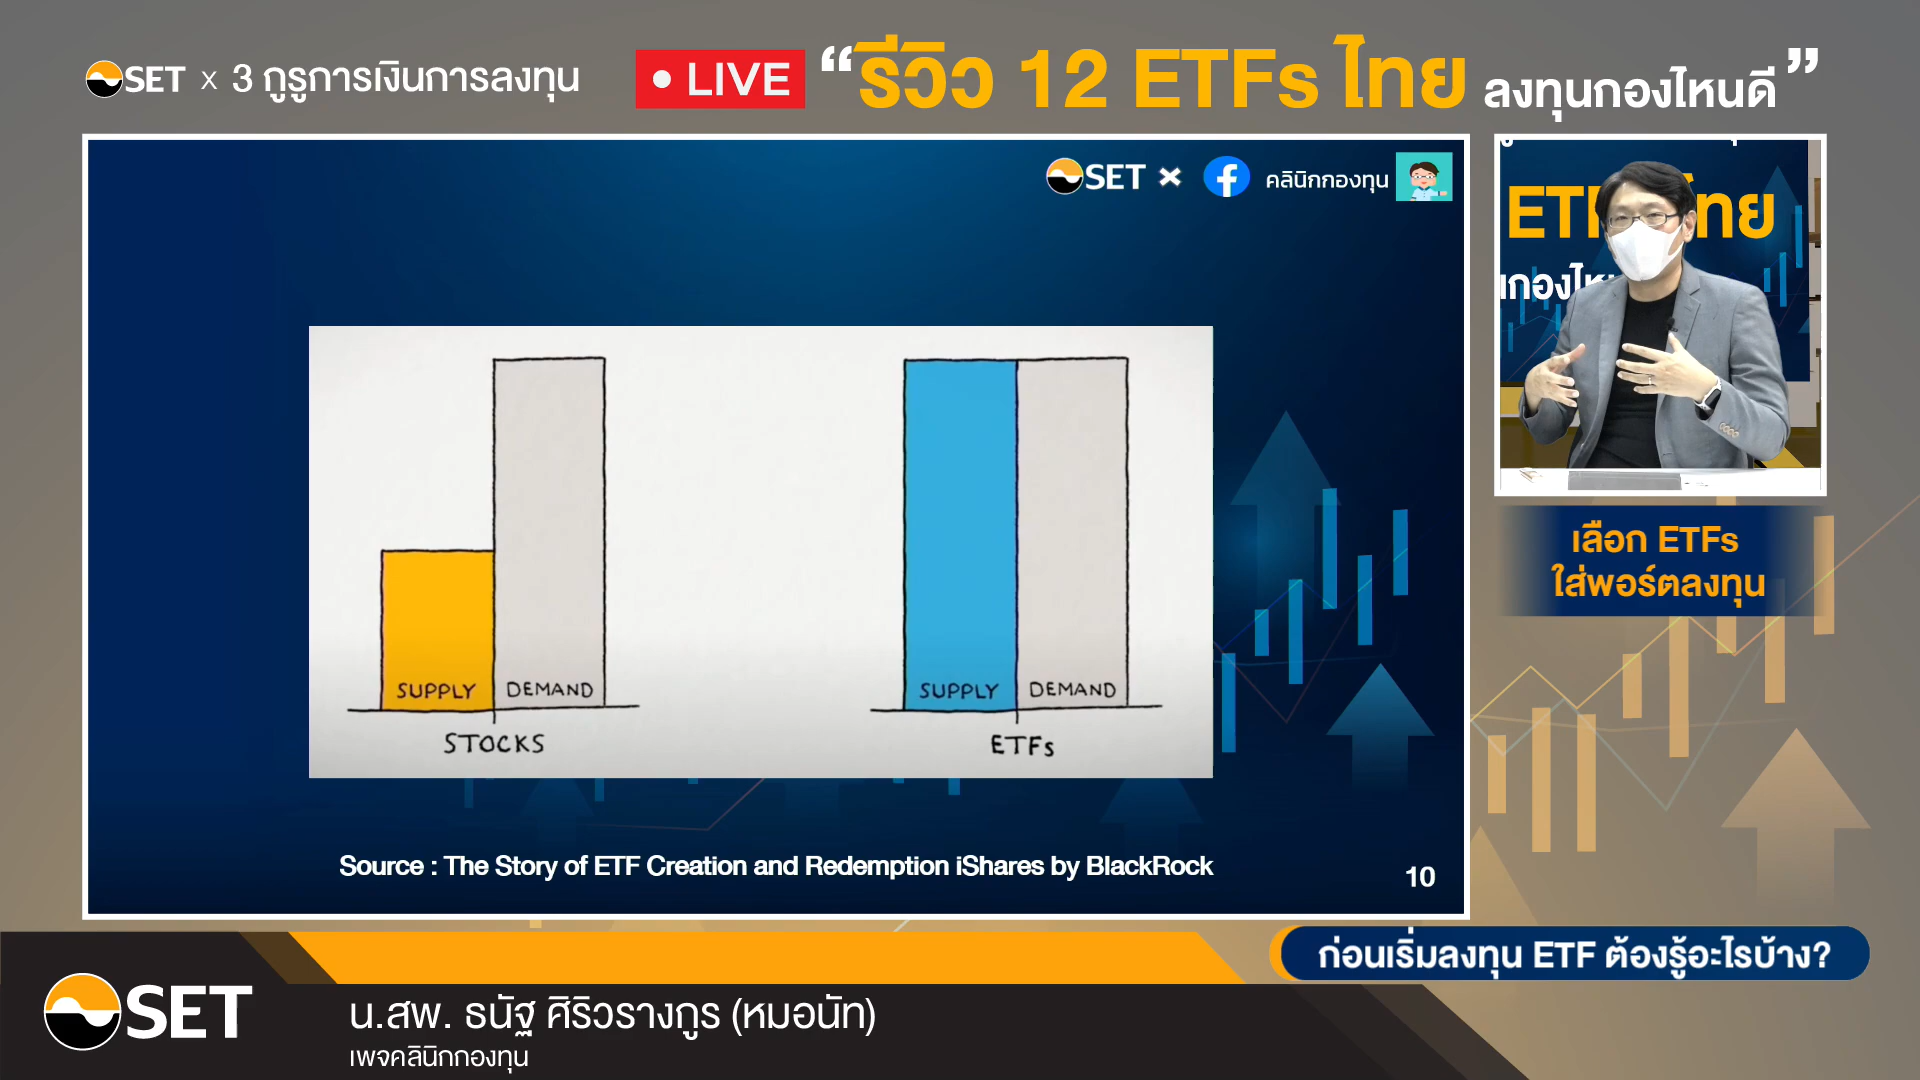 SET x 3 กูรูการเงินการลงทุน
LIVE
“รีวิว 12 ETFs ไทย ลงทุนกองไหนดี”
SET × f คลินิกกองทุน
SUPPLY DEMAND
STOCKS
SUPPLY DEMAND
ETFs
Source : The Story of ETF Creation and Redemption iShares by BlackRock
10
ไทย
เลือก ETFs
ใส่พอร์ตลงทุน
ก่อนเริ่มลงทุน ETF ต้องรู้อะไรบ้าง?
SET
น.สพ. ธนัฐ ศิริวรางกูร (หมอนัท)
เพจคลินิกกองทุน